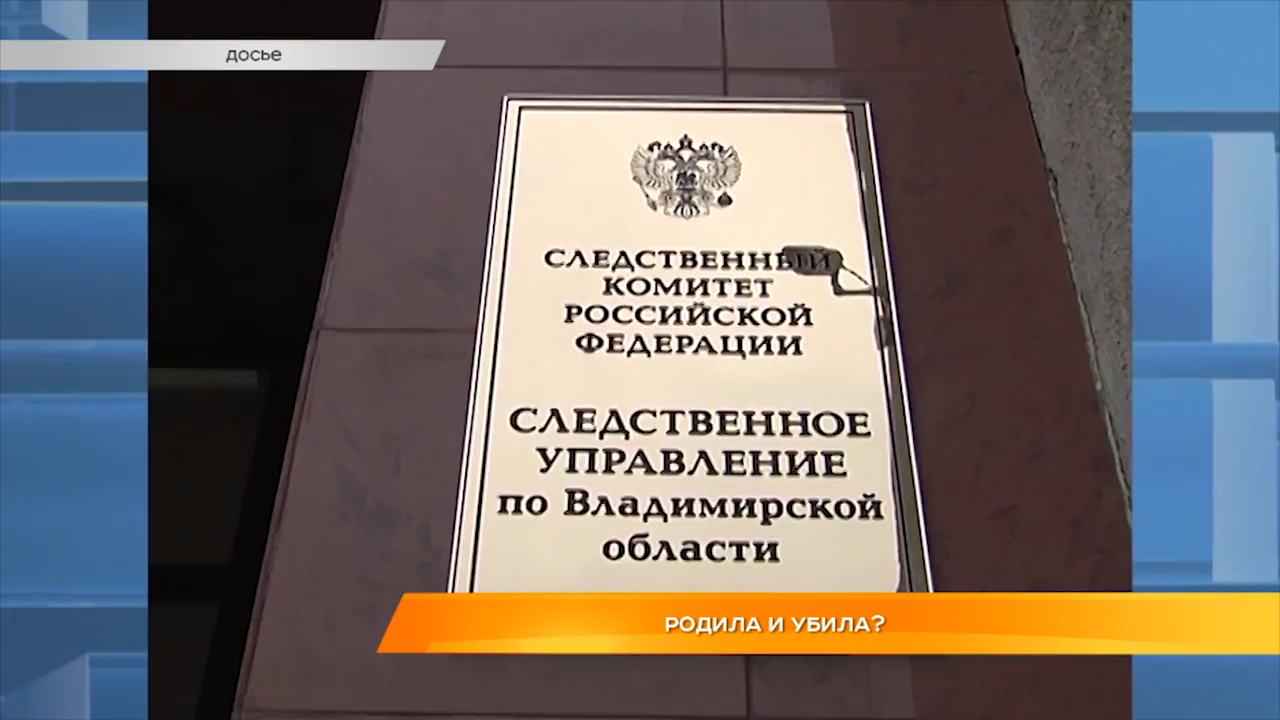 ДОСЬЕ
СЛЕДСТВЕННЫЙ
КОМИТЕТ
РОССИЙСКОЙ
ФЕДЕРАЦИИ
СЛЕДСТВЕННОЕ
УПРАВЛЕНИЕ
по Владимирской
области
РОДИЛА И УБИЛА?